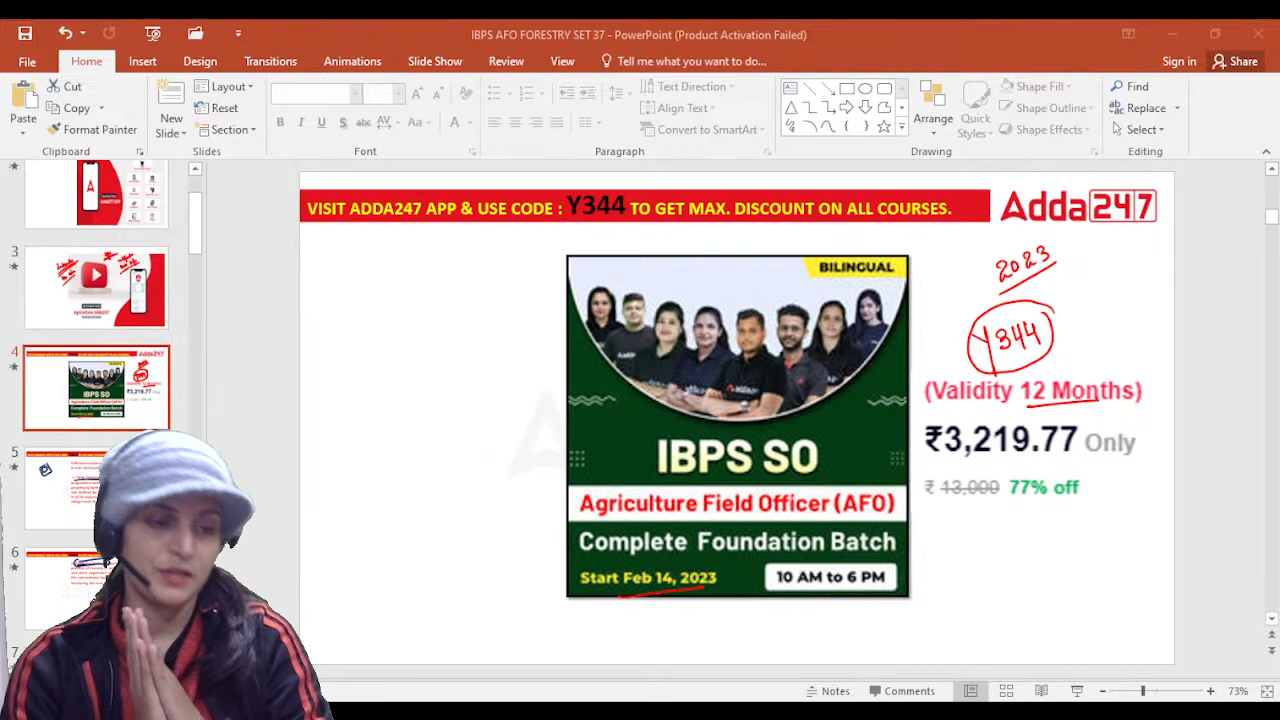 IBPS AFO FORESTRY SET 37 - PowerPoint (Product Activation Failed)
File Home Insert Design Transitions Animations Slide Show Review View Tell me what you want to do... Sign in Share
Paste
Cut
Copy
Format Painter
New Slide
Layout
Reset
Section
Text Direction
Align Text
Convert to SmartArt
Arrange
Quick Styles
Shape Fill
Shape Outline
Shape Effects
Find
Replace
Select
Clipboard Slides Font Paragraph Drawing Editing
3
4
6
7
VISIT ADDA247 APP & USE CODE : Y344 TO GET MAX. DISCOUNT ON ALL COURSES.
Adda247
2023
Y344
BILINGUAL
IBPS SO
Agriculture Field Officer (AFO)
Complete Foundation Batch
Start Feb 14, 2023
10 AM to 6 PM
(Validity 12 Months)
₹3,219.77 Only
₹ 13,000 77% off
Notes Comments 73%